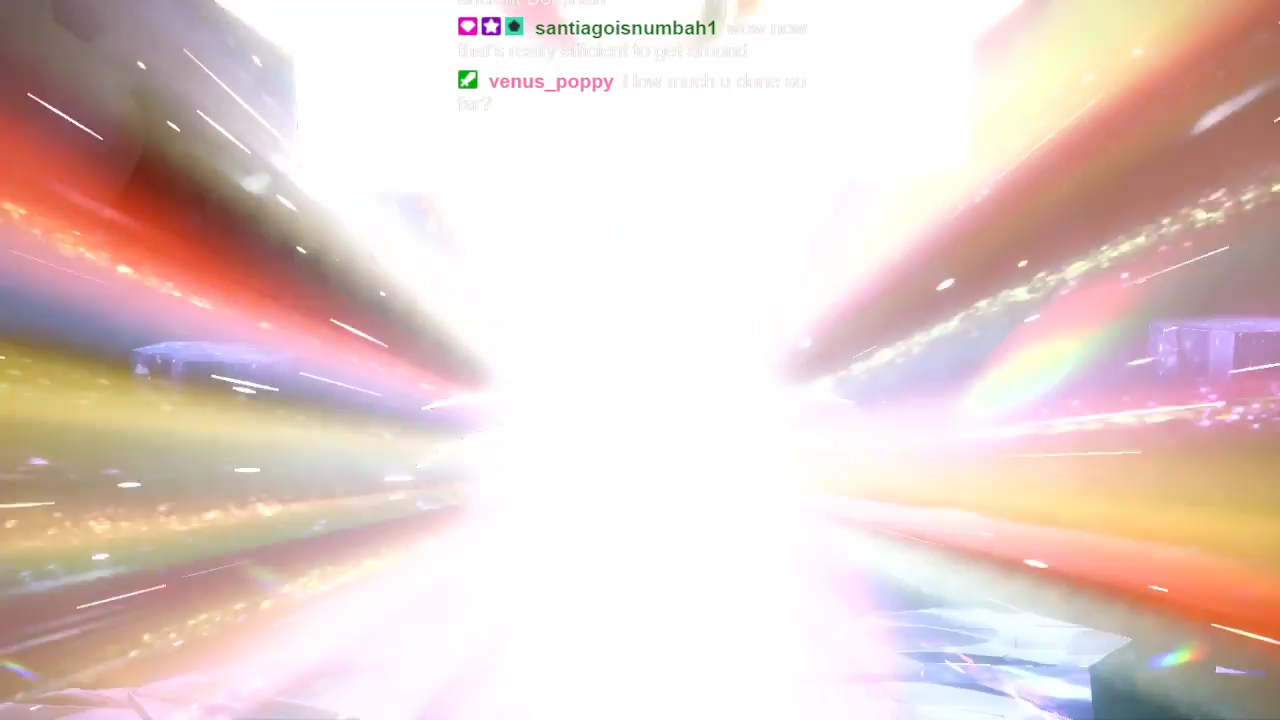 santiagoisnumbah1 wow now
that's really efficient to get around
venus_poppy How much u done so
far?